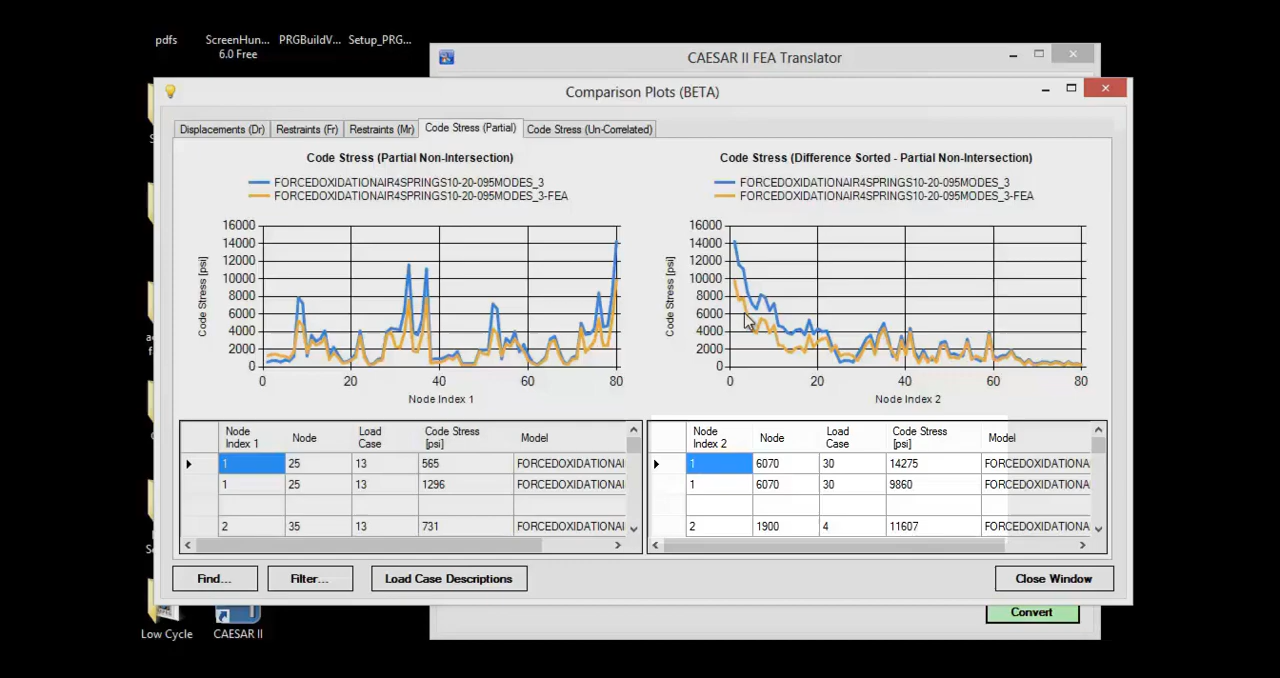 pdfs
ScreenHun...
6.0 Free
PRGBuildV...
Setup_PRG...
CAESAR II FEA Translator
Comparison Plots (BETA)
Displacements (Dr)
Restraints (Fr)
Restraints (Mr)
Code Stress (Partial)
Code Stress (Un-Correlated)
Code Stress (Partial Non-Intersection)
FORCEDOXIDATIONAIR4SPRINGS10-20-095MODES_3
FORCEDOXIDATIONAIR4SPRINGS10-20-095MODES_3-FEA
Code Stress [psi]
16000
14000
12000
10000
8000
6000
4000
2000
0
0 20 40 60 80
Node Index 1
Code Stress (Difference Sorted - Partial Non-Intersection)
FORCEDOXIDATIONAIR4SPRINGS10-20-095MODES_3
FORCEDOXIDATIONAIR4SPRINGS10-20-095MODES_3-FEA
Code Stress [psi]
16000
14000
12000
10000
8000
6000
4000
2000
0
0 20 40 60 80
Node Index 2
Node Index 1 Node Load Case Code Stress [psi] Model
1 25 13 565 FORCEDOXIDATIONAI
1 25 13 1296 FORCEDOXIDATIONAI
2 35 13 731 FORCEDOXIDATIONAI
Node Index 2 Node Load Case Code Stress [psi] Model
1 6070 30 14275 FORCEDOXIDATIONA
1 6070 30 9860 FORCEDOXIDATIONA
2 1900 4 11607 FORCEDOXIDATIONA
Find...
Filter...
Load Case Descriptions
Close Window
Convert
Low Cycle
CAESAR II